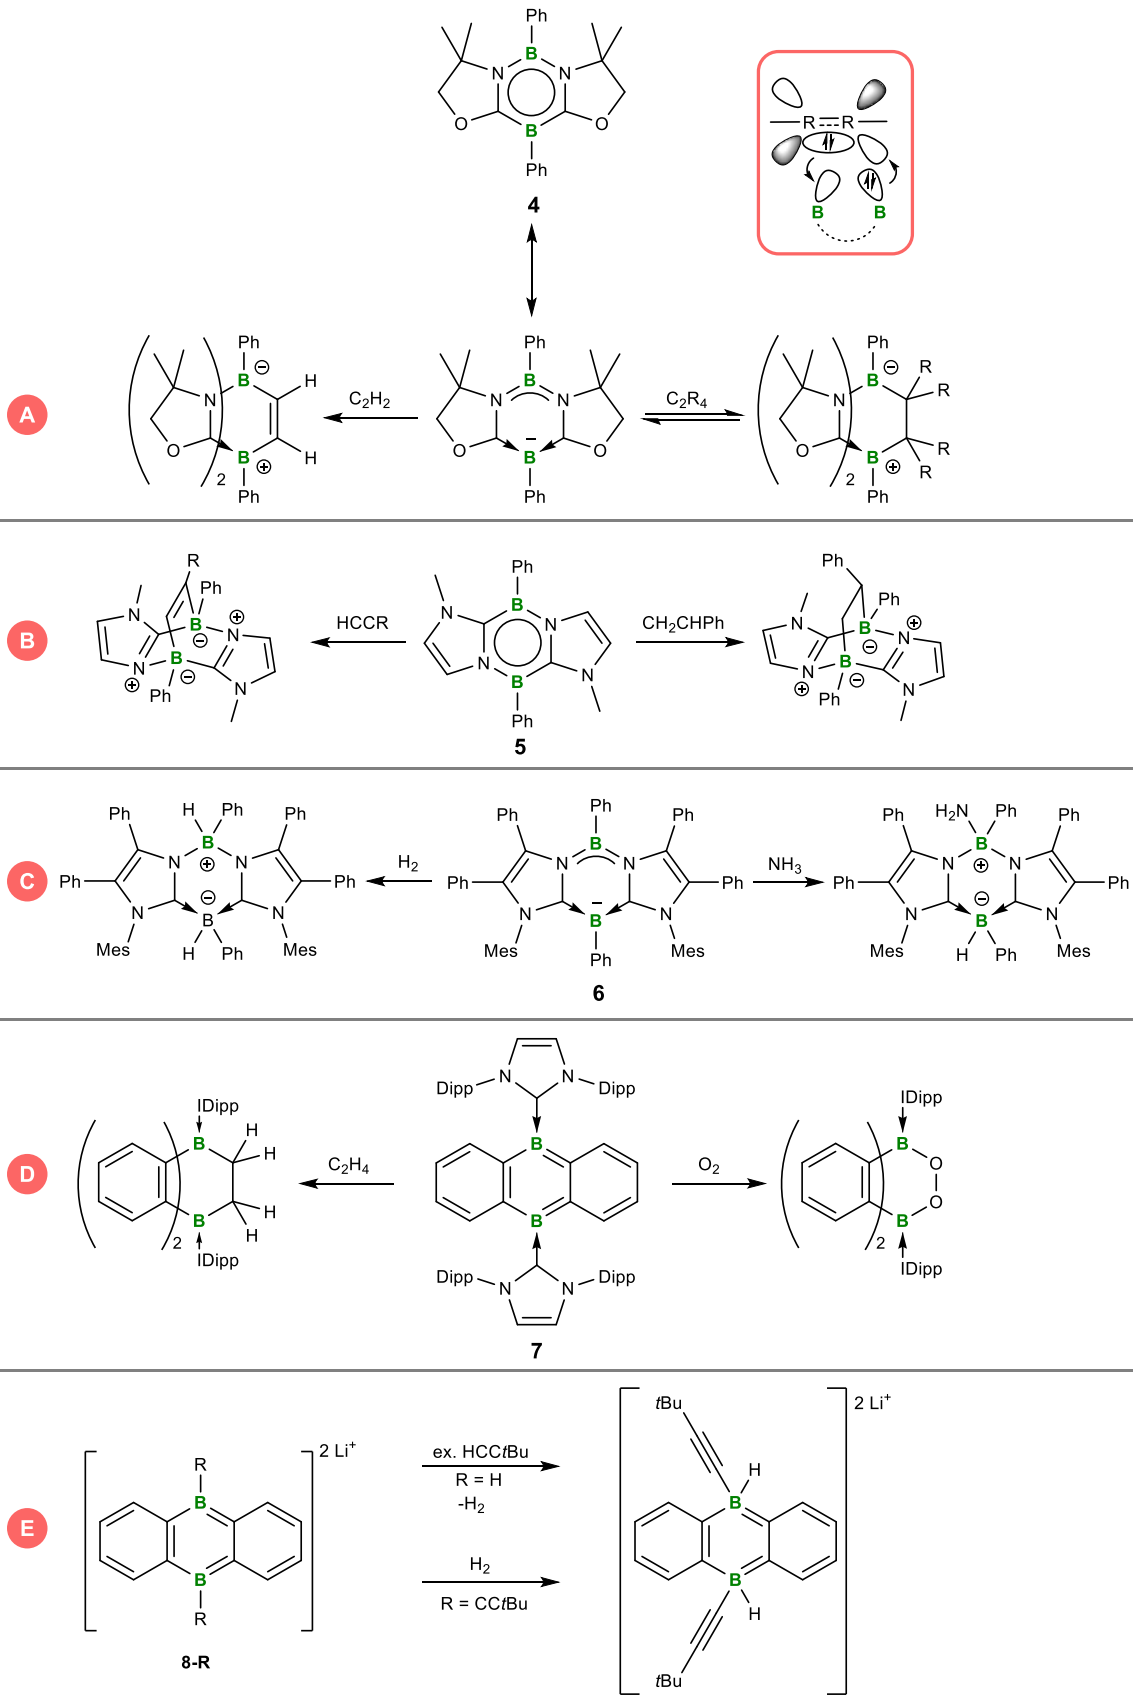 Ph
B
N N
O O
B
Ph
4
R R
B B
A
Ph
B ⊖
N H
O H
B ⊕
2
Ph
C₂H₂
Ph
B
N N
O O
B −
Ph
C₂R₄
Ph
B ⊖ R
N R
O R
B ⊕ R
2
Ph
B
R
Ph
N ⊕
B N
⊖
N B ⊖
⊕ Ph N
HCCR
Ph
N B
N
N
B N
Ph
5
CH₂CHPh
Ph
Ph
N ⊕
B N
⊖
N B ⊖
⊕ Ph N
C
H Ph
Ph B Ph
N ⊕ N
Ph ⊖ Ph
N B N
Mes H Ph Mes
H₂
Ph
Ph B Ph
N N
Ph − Ph
N B N
Mes Ph Mes
6
NH₃
H₂N Ph
Ph B Ph
N ⊕ N
Ph ⊖ Ph
N B N
Mes H Ph Mes
D
IDipp
B H
H
H
B H
2
IDipp
C₂H₄
N N
Dipp Dipp
B
B
Dipp Dipp
N N
7
O₂
IDipp
B
O
O
B
2
IDipp
E
R
B
B
R
2 Li⁺
8-R
ex. HCCtBu
R = H
-H₂
H₂
R = CCtBu
tBu
H
B
B
H
tBu
2 Li⁺